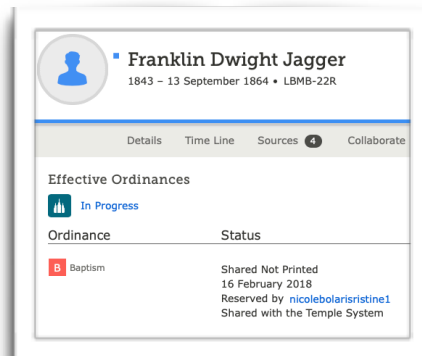 Franklin Dwight Jagger
1843 – 13 September 1864 • LBMB-22R
Details Time Line Sources 4 Collaborate
Effective Ordinances
In Progress
Ordinance Status
B Baptism Shared Not Printed
16 February 2018
Reserved by nicolebolarisristine1
Shared with the Temple System